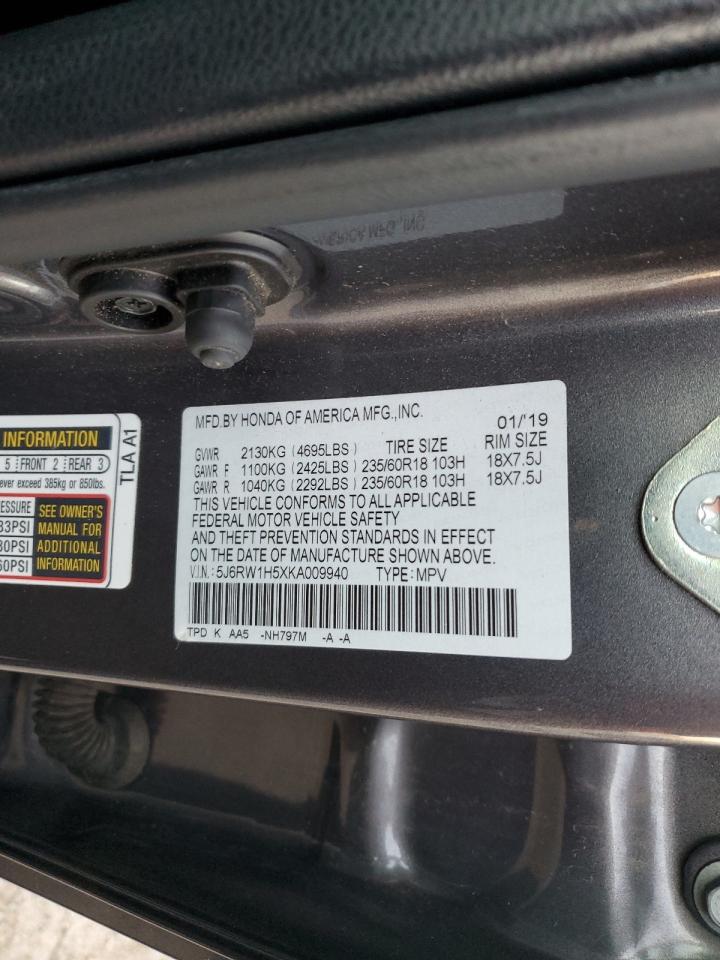 AMERICA MFG.,INC
MFD.BY HONDA OF AMERICA MFG.,INC. 01/'19
GVWR 2130KG (4695LBS) TIRE SIZE RIM SIZE
GAWR F 1100KG (2425LBS) 235/60R18 103H 18X7.5J
GAWR R 1040KG (2292LBS) 235/60R18 103H 18X7.5J
THIS VEHICLE CONFORMS TO ALL APPLICABLE
FEDERAL MOTOR VEHICLE SAFETY
AND THEFT PREVENTION STANDARDS IN EFFECT
ON THE DATE OF MANUFACTURE SHOWN ABOVE.
V.I.N.:5J6RW1H5XKA009940 TYPE:MPV
TPD K AA5 -NH797M -A -A
INFORMATION
5 FRONT 2 REAR 3
never exceed 385kg or 850lbs.
SEE OWNER'S
MANUAL FOR
ADDITIONAL
INFORMATION
33PSI
60PSI
TLA A1